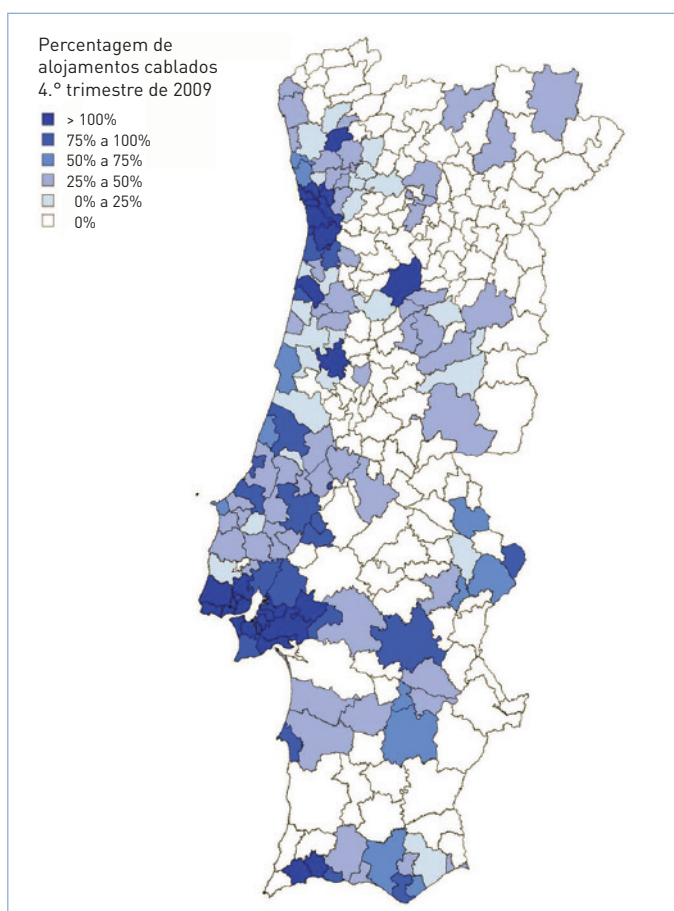 Percentagem de
alojamentos cablados
4.° trimestre de 2009
> 100%
75% a 100%
50% a 75%
25% a 50%
0% a 25%
0%